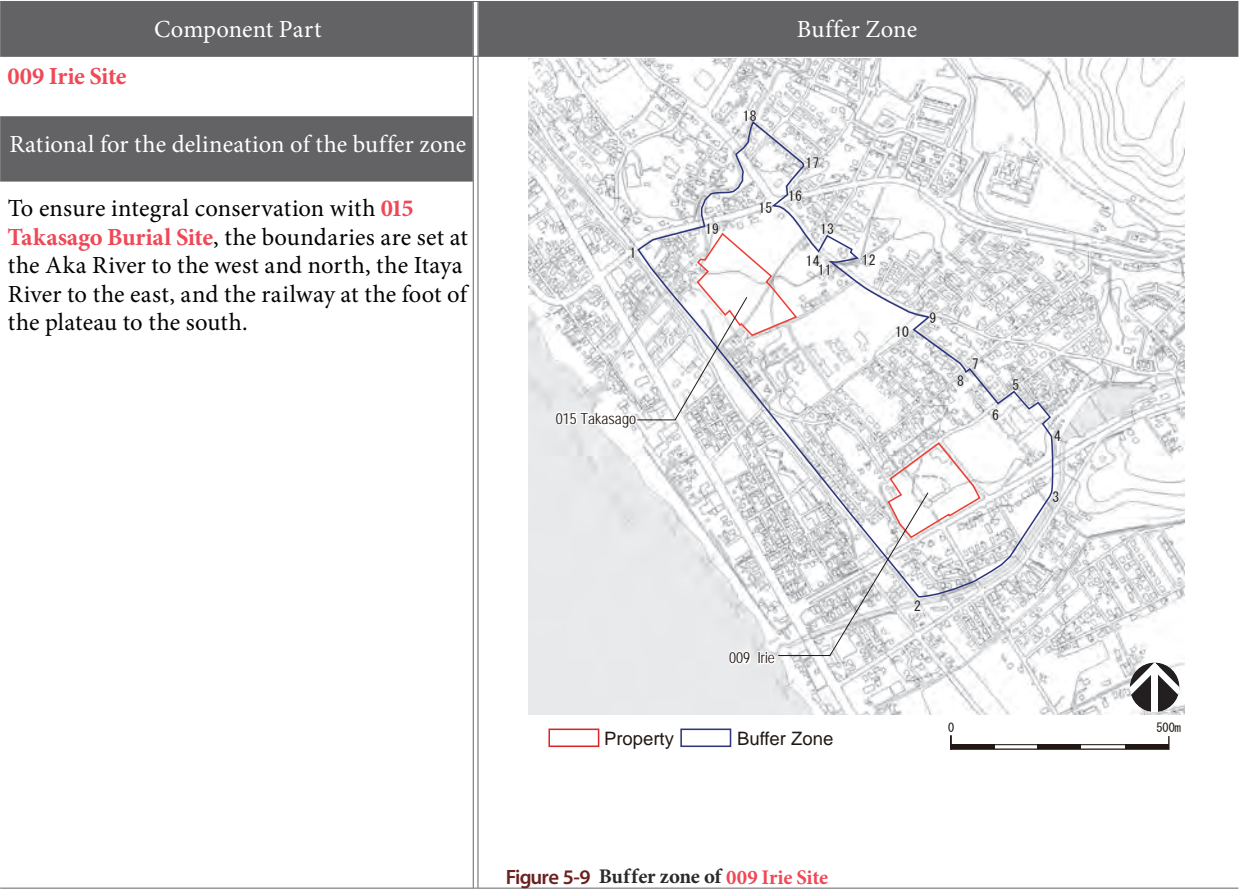 Component Part
Buffer Zone
009 Irie Site
Rational for the delineation of the buffer zone
To ensure integral conservation with 015
Takasago Burial Site, the boundaries are set at
the Aka River to the west and north, the Itaya
River to the east, and the railway at the foot of
the plateau to the south.
18
17
16
15
19
13
1
14
12
11
9
10
7
8
5
6
015 Takasago
4
3
2
009 Irie
0
500m
Property
Buffer Zone
Figure 5-9 Buffer zone of 009 Irie Site